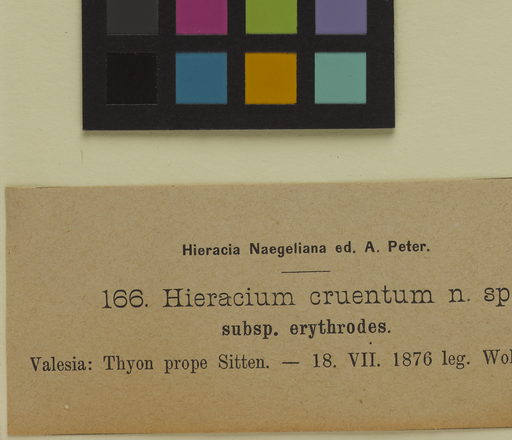 Hieracia Naegeliana ed. A. Peter.
166. Hieracium cruentum n. sp
subsp. erythrodes.
Valesia: Thyon prope Sitten. — 18. VII. 1876 leg.